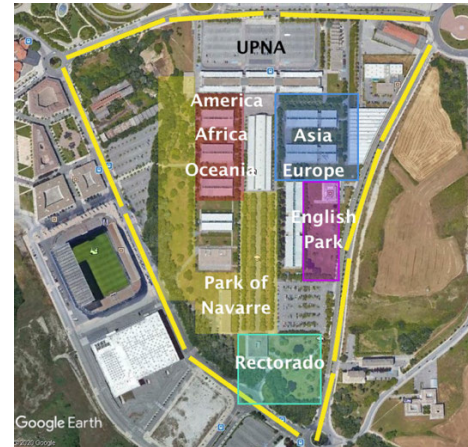 UPNA
America
Africa
Asia
Oceania
Europe
English
Park
Park of
Navarre
Rectorado
Google Earth